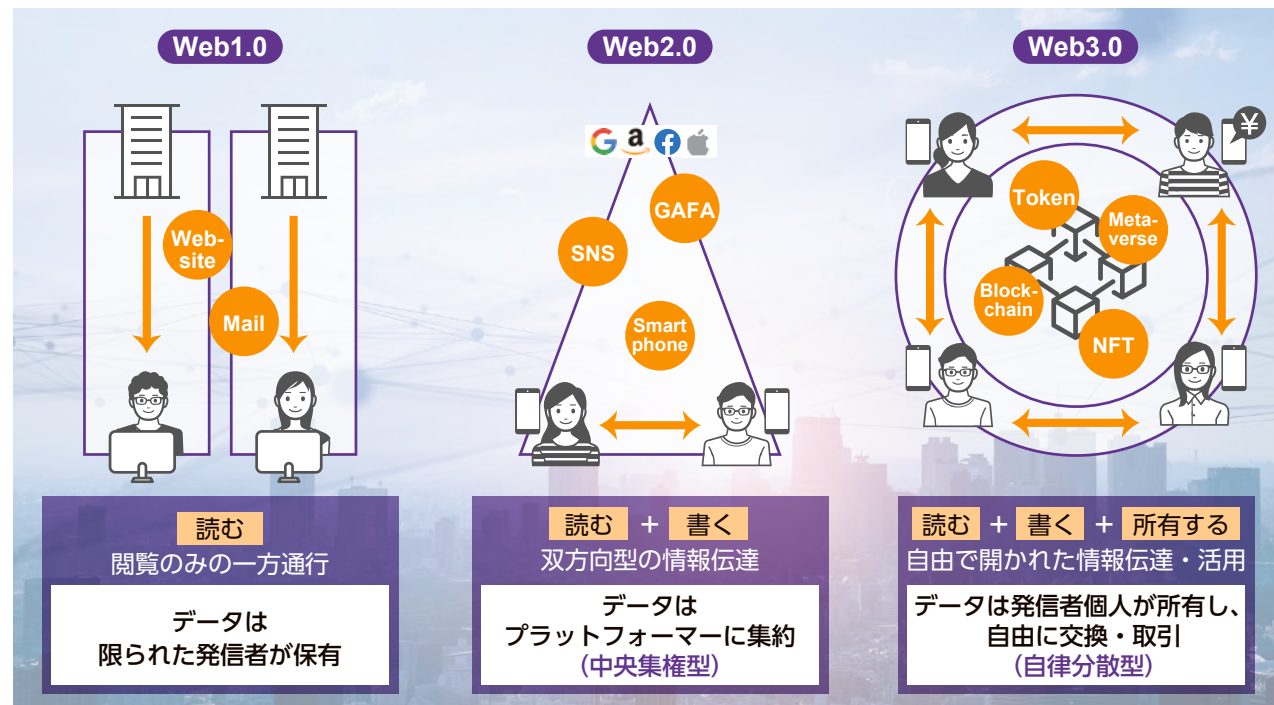 Web1.0
Web-
site
Mail
読む
閲覧のみの一方通行
データは
限られた発信者が保有
Web2.0
G a f
GAFA
SNS
Smart
phone
読む + 書く
双方向型の情報伝達
データは
プラットフォーマーに集約
(中央集権型)
Web3.0
¥
Token
Meta-
verse
Block-
chain
NFT
読む + 書く + 所有する
自由で開かれた情報伝達・活用
データは発信者個人が所有し、
自由に交換・取引
(自律分散型)